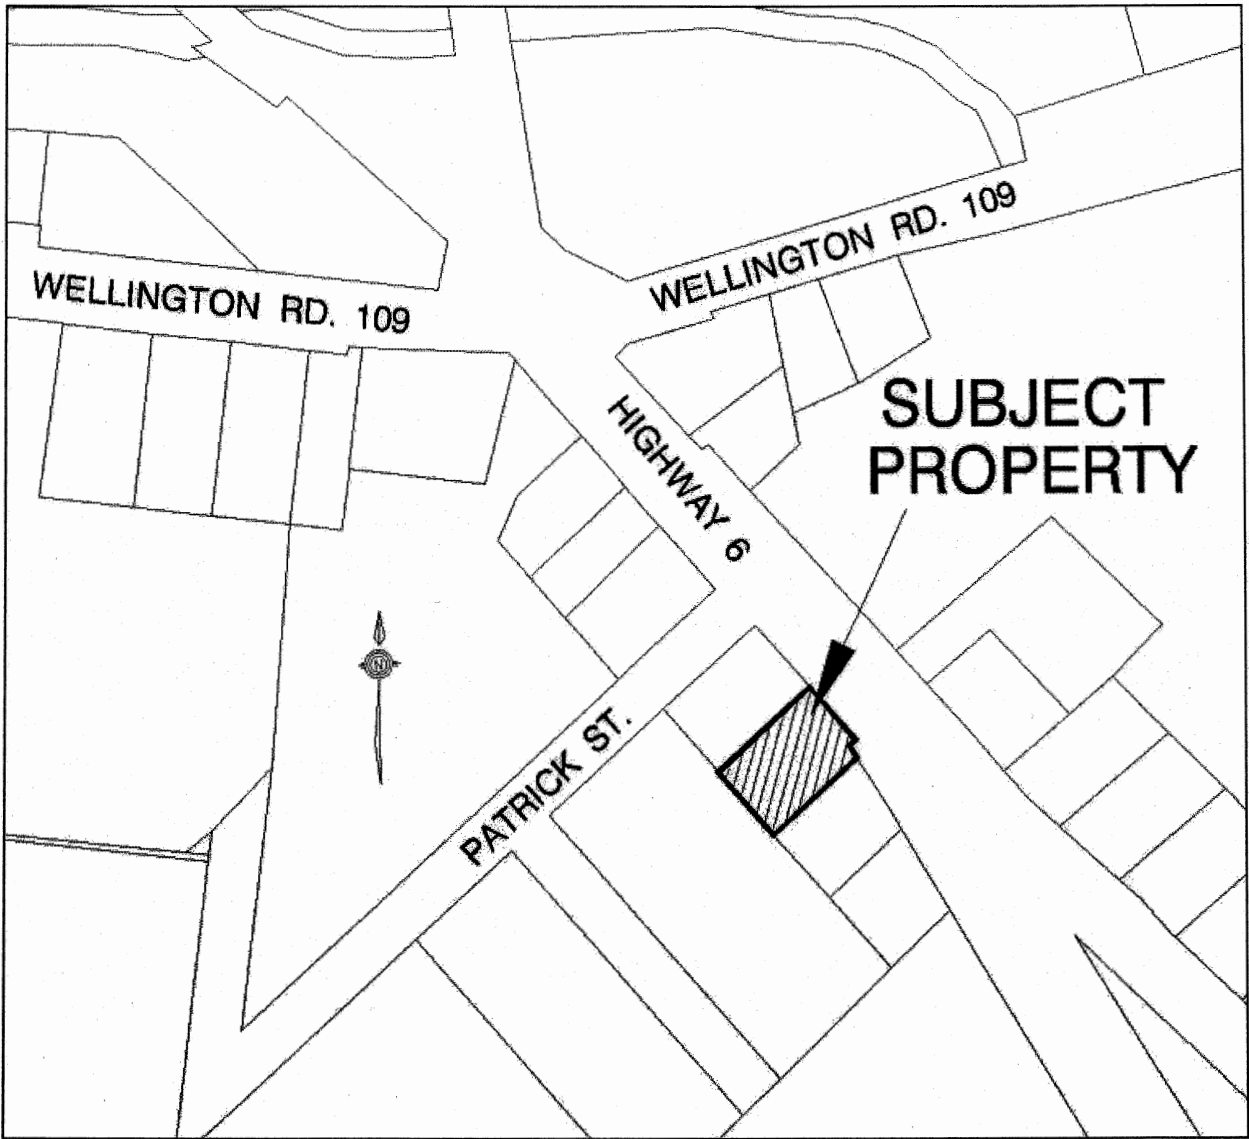 WELLINGTON RD. 109
WELLINGTON RD. 109
HIGHWAY 6
SUBJECT
PROPERTY
N
PATRICK ST.